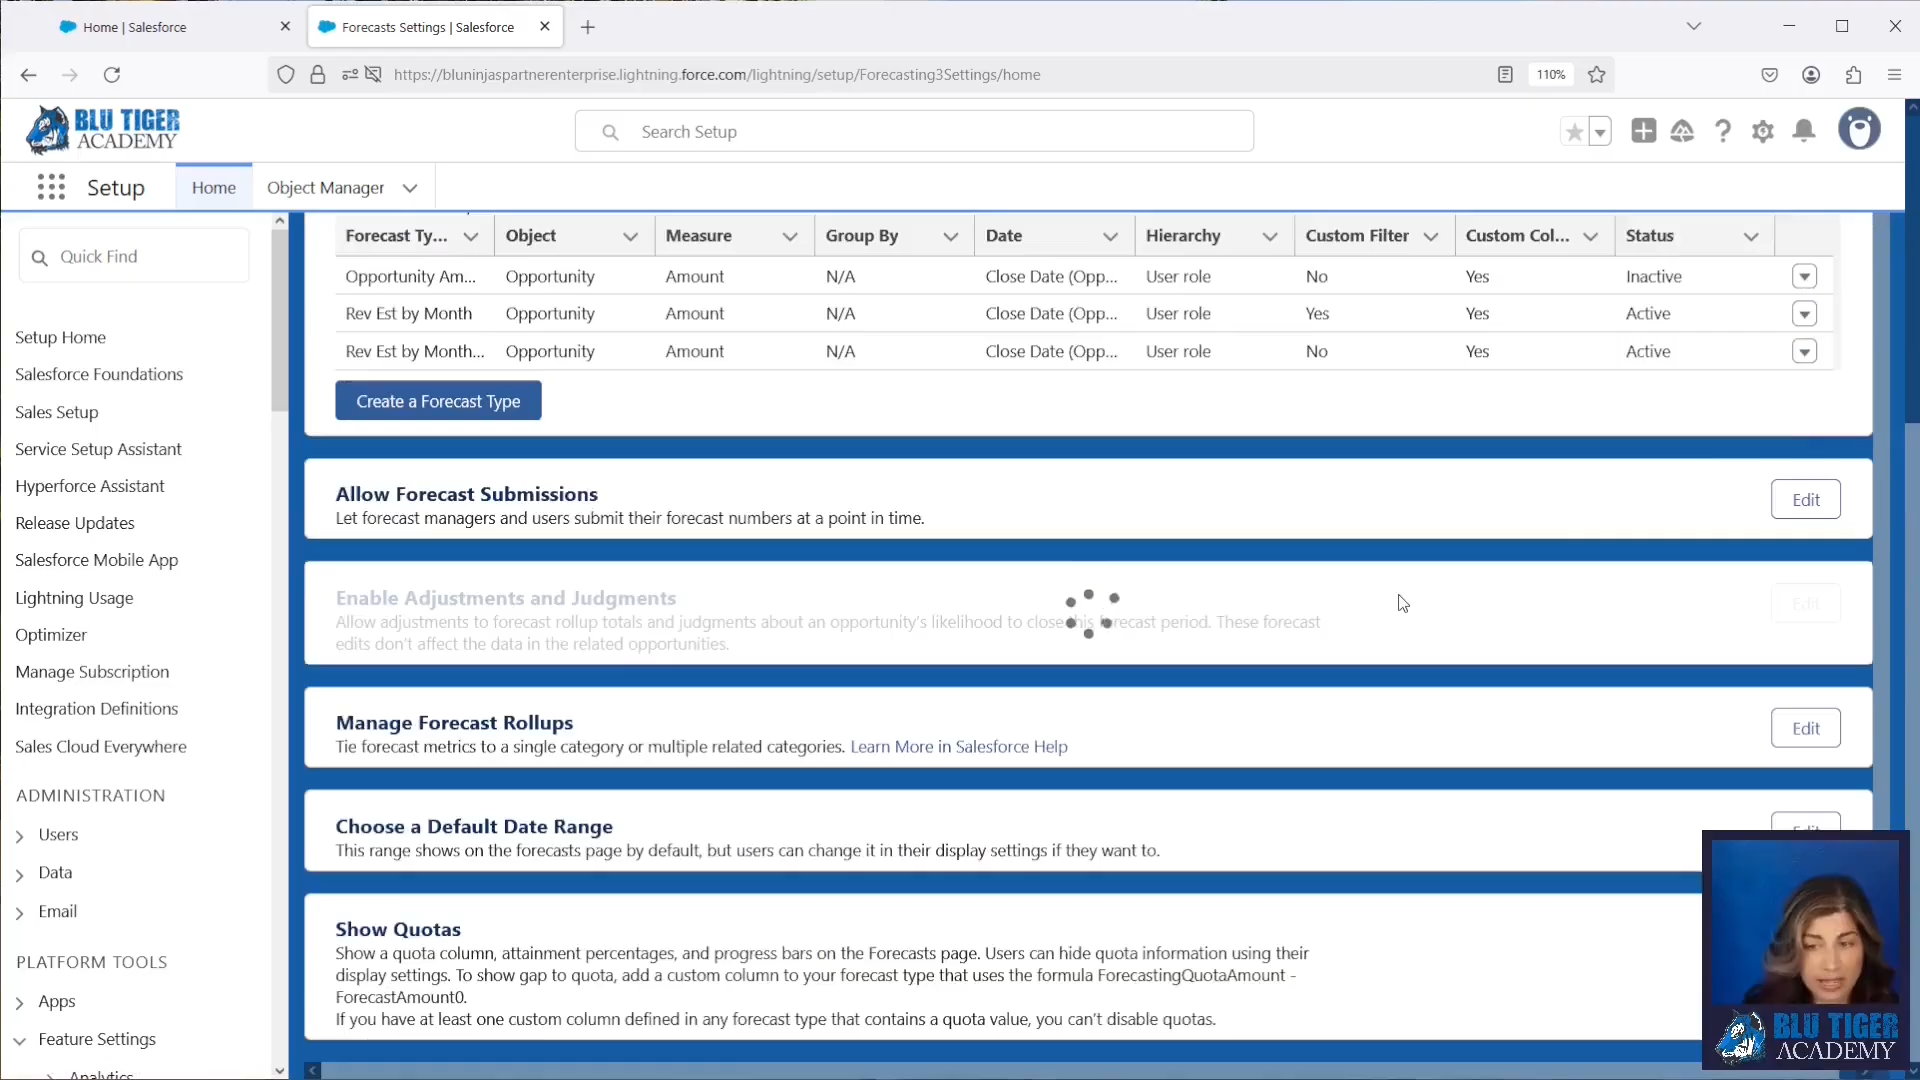 Home | Salesforce
Forecasts Settings | Salesforce
https://bluninjaspartnerenterprise.lightning.force.com/lightning/setup/Forecasting3Settings/home
110%
BLU TIGER
ACADEMY
Search Setup
Setup
Home
Object Manager
Quick Find
Setup Home
Salesforce Foundations
Sales Setup
Service Setup Assistant
Hyperforce Assistant
Release Updates
Salesforce Mobile App
Lightning Usage
Optimizer
Manage Subscription
Integration Definitions
Sales Cloud Everywhere
ADMINISTRATION
Users
Data
Email
PLATFORM TOOLS
Apps
Feature Settings
Analytics
Forecast Ty... Object Measure Group By Date Hierarchy Custom Filter Custom Col... Status
Opportunity Am... Opportunity Amount N/A Close Date (Opp... User role No Yes Inactive
Rev Est by Month Opportunity Amount N/A Close Date (Opp... User role Yes Yes Active
Rev Est by Month... Opportunity Amount N/A Close Date (Opp... User role No Yes Active
Create a Forecast Type
Allow Forecast Submissions
Let forecast managers and users submit their forecast numbers at a point in time.
Edit
Enable Adjustments and Judgments
Allow adjustments to forecast rollup totals and judgments about an opportunity's likelihood to close this forecast period. These forecast
edits don't affect the data in the related opportunities.
Edit
Manage Forecast Rollups
Tie forecast metrics to a single category or multiple related categories. Learn More in Salesforce Help
Edit
Choose a Default Date Range
This range shows on the forecasts page by default, but users can change it in their display settings if they want to.
Edit
Show Quotas
Show a quota column, attainment percentages, and progress bars on the Forecasts page. Users can hide quota information using their
display settings. To show gap to quota, add a custom column to your forecast type that uses the formula ForecastingQuotaAmount -
ForecastAmount0.
If you have at least one custom column defined in any forecast type that contains a quota value, you can't disable quotas.
BLU TIGER
ACADEMY